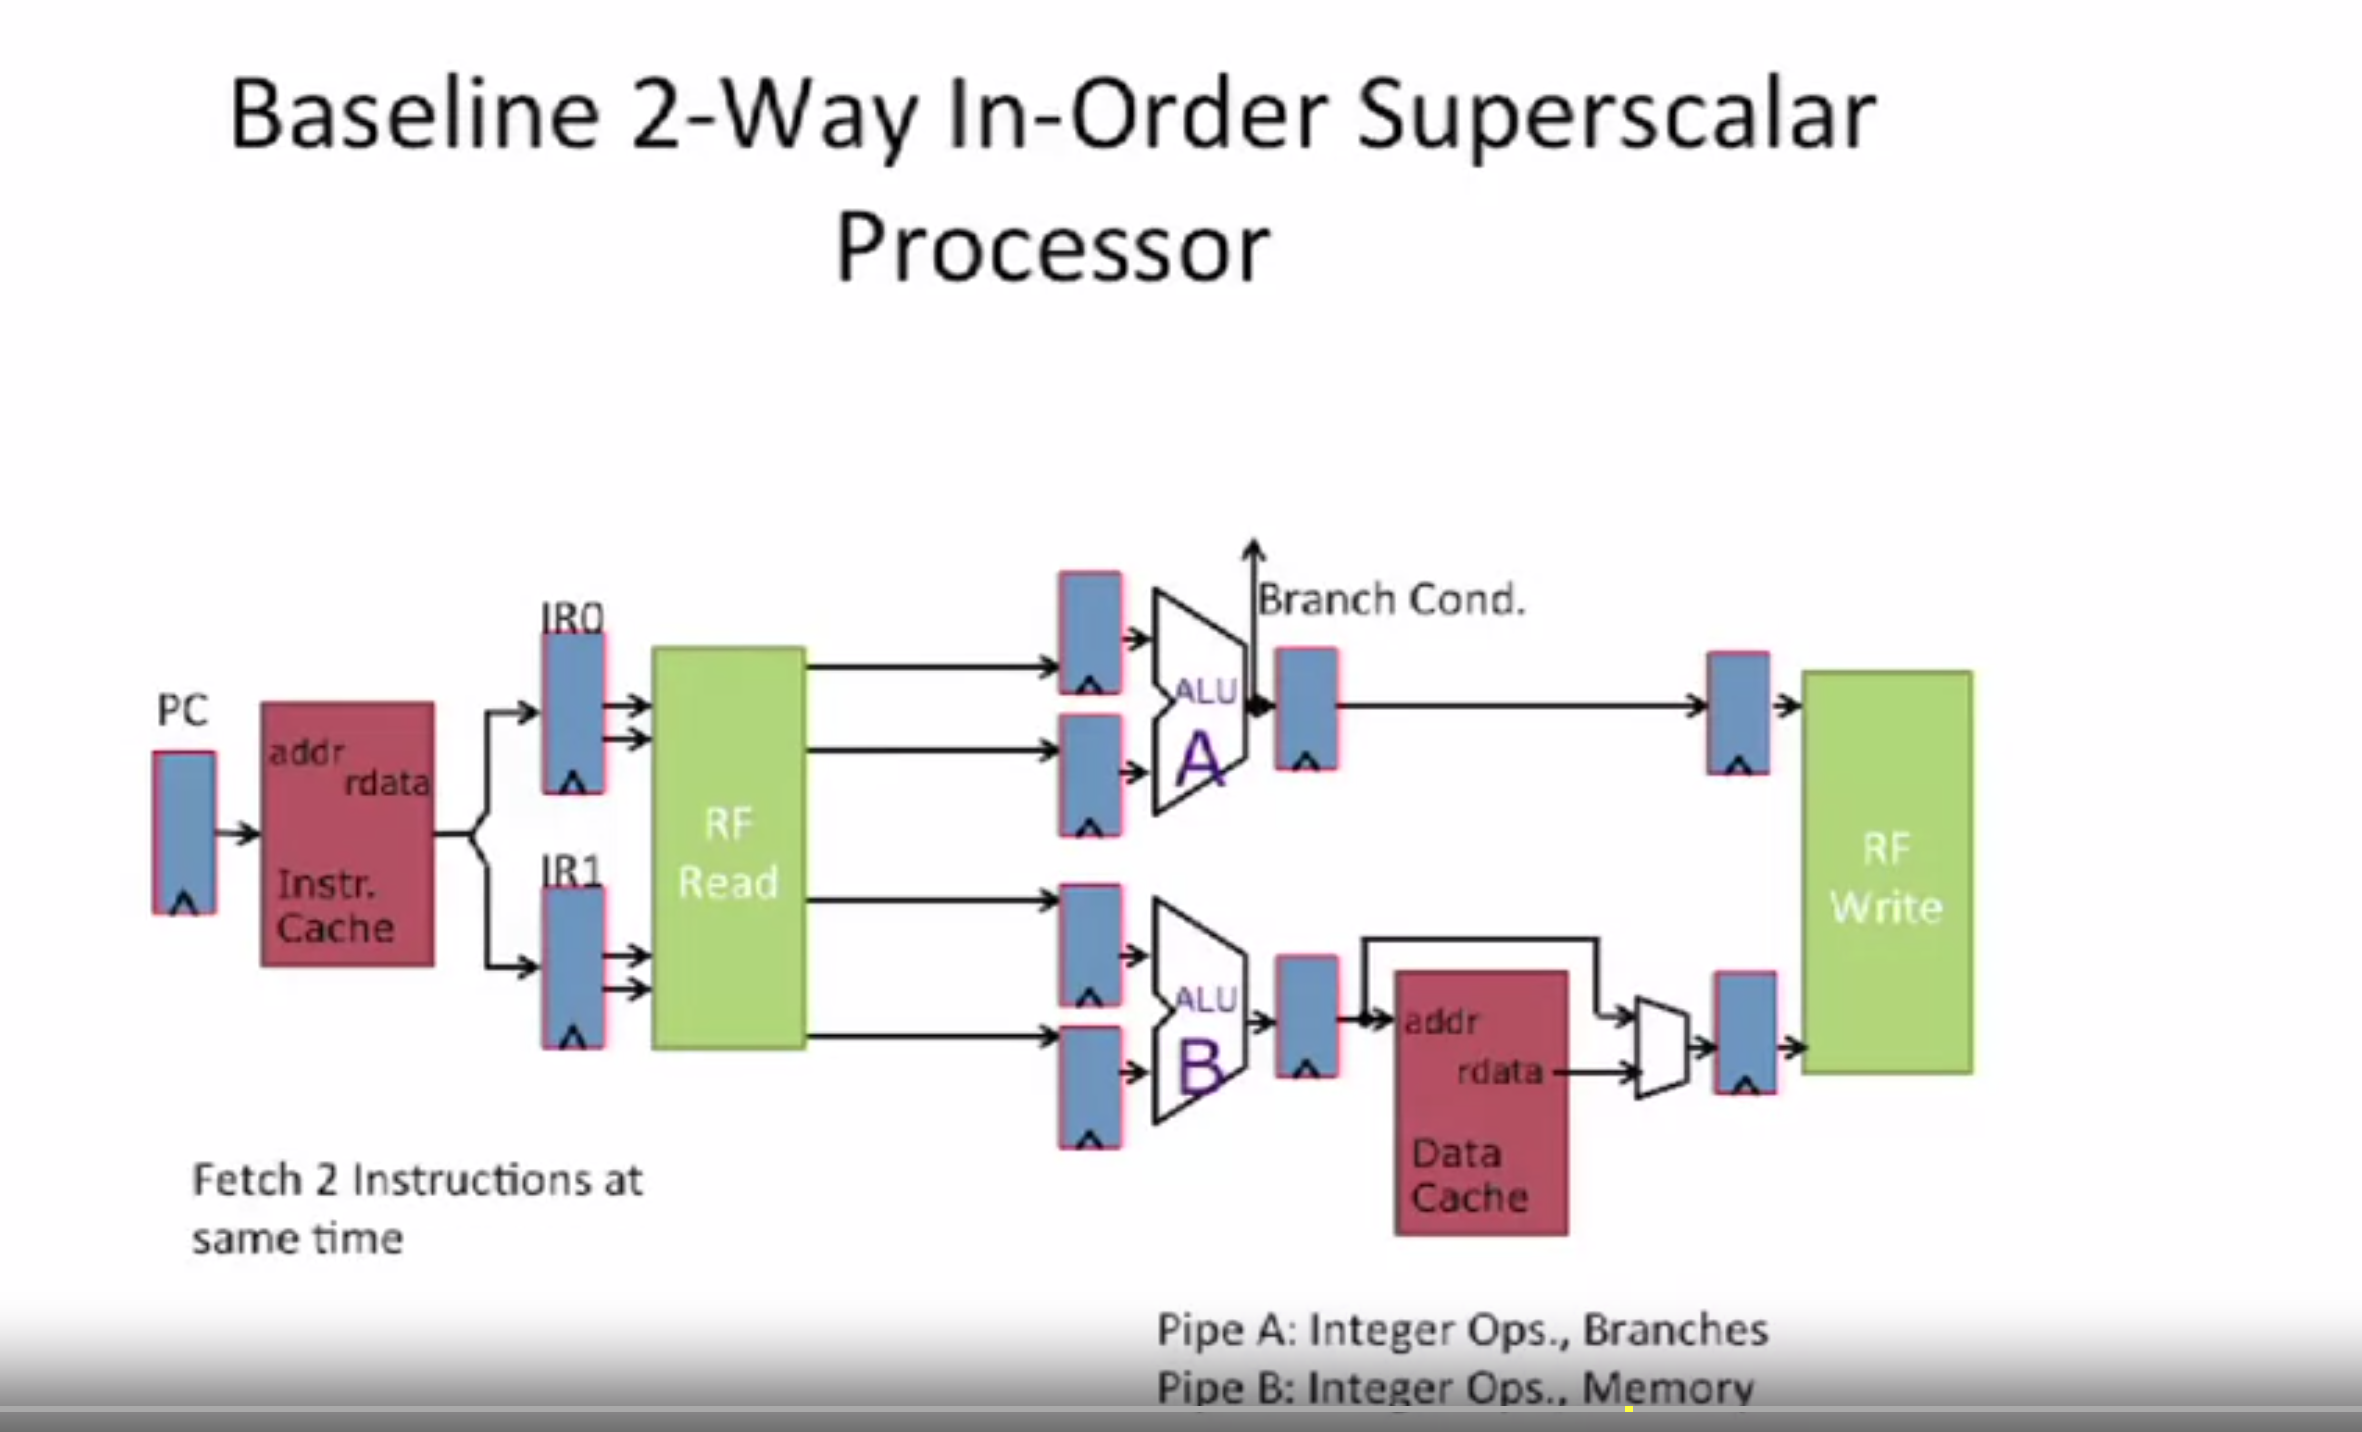 Baseline 2-Way In-Order Superscalar
Processor
Branch Cond.
IR0
PC
addr
rdata
Instr.
Cache
IR1
RF
Read
ALU
A
ALU
B
addr
rdata
Data
Cache
RF
Write
Fetch 2 Instructions at
same time
Pipe A: Integer Ops., Branches
Pipe B: Integer Ops., Memory